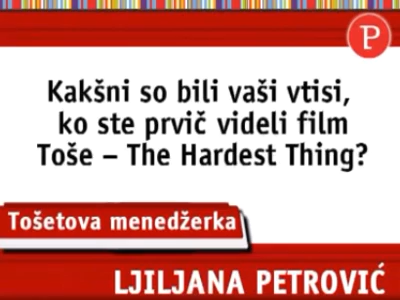 P
Kakšni so bili vaši vtisi,
ko ste prvič videli film
Toše – The Hardest Thing?
Tošetova menedžerka
LJILJANA PETROVIĆ